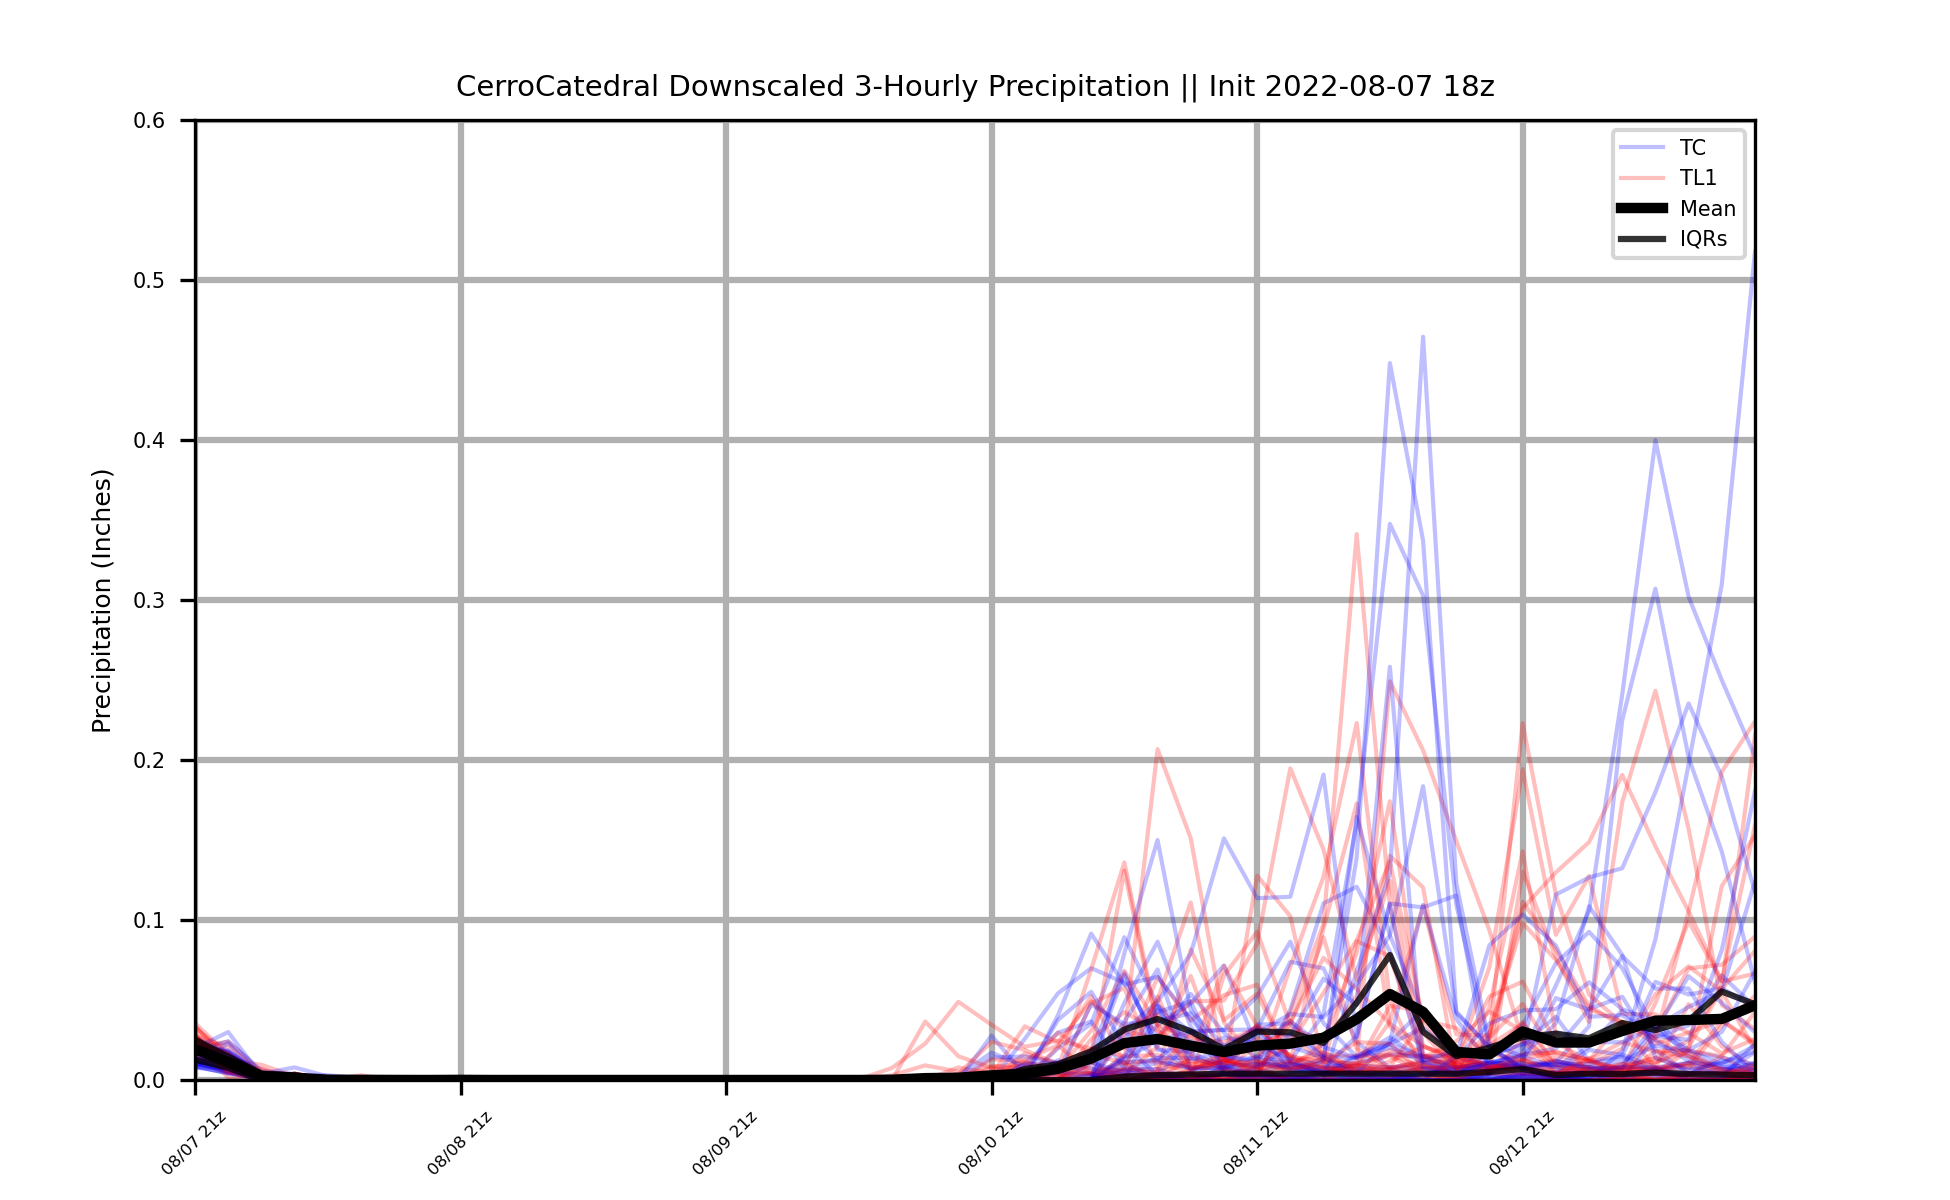 CerroCatedral Downscaled 3-Hourly Precipitation || Init 2022-08-07 18z
Precipitation (Inches)
0.6
0.5
0.4
0.3
0.2
0.1
0.0
TC
TL1
Mean
IQRs
08/07 21z
08/08 21z
08/09 21z
08/10 21z
08/11 21z
08/12 21z